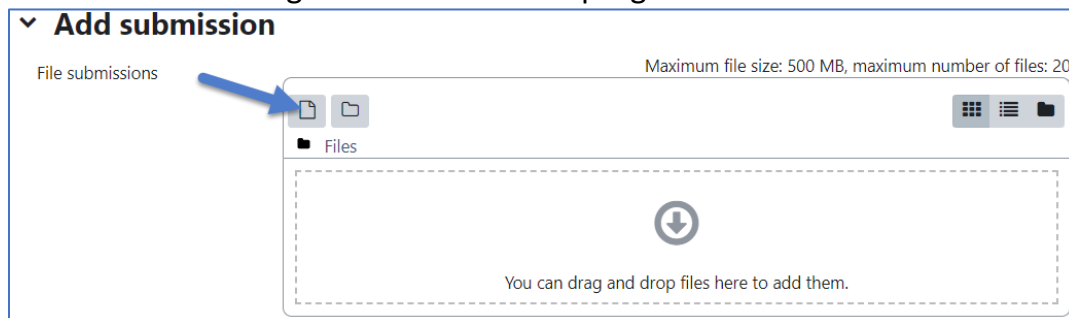 Add submission
File submissions
Maximum file size: 500 MB, maximum number of files: 20
Files
You can drag and drop files here to add them.